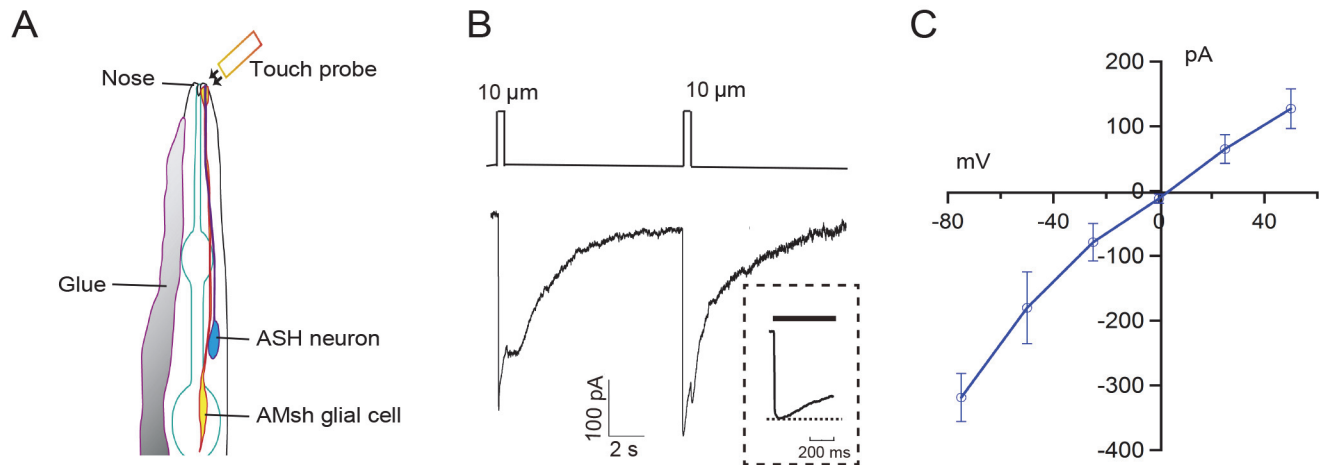 A
Nose
Touch probe
Glue
ASH neuron
AMsh glial cell
B
10 µm
10 µm
100 pA
2 s
200 ms
C
pA
mV
200
100
0
-100
-200
-300
-400
-80
-40
0
40